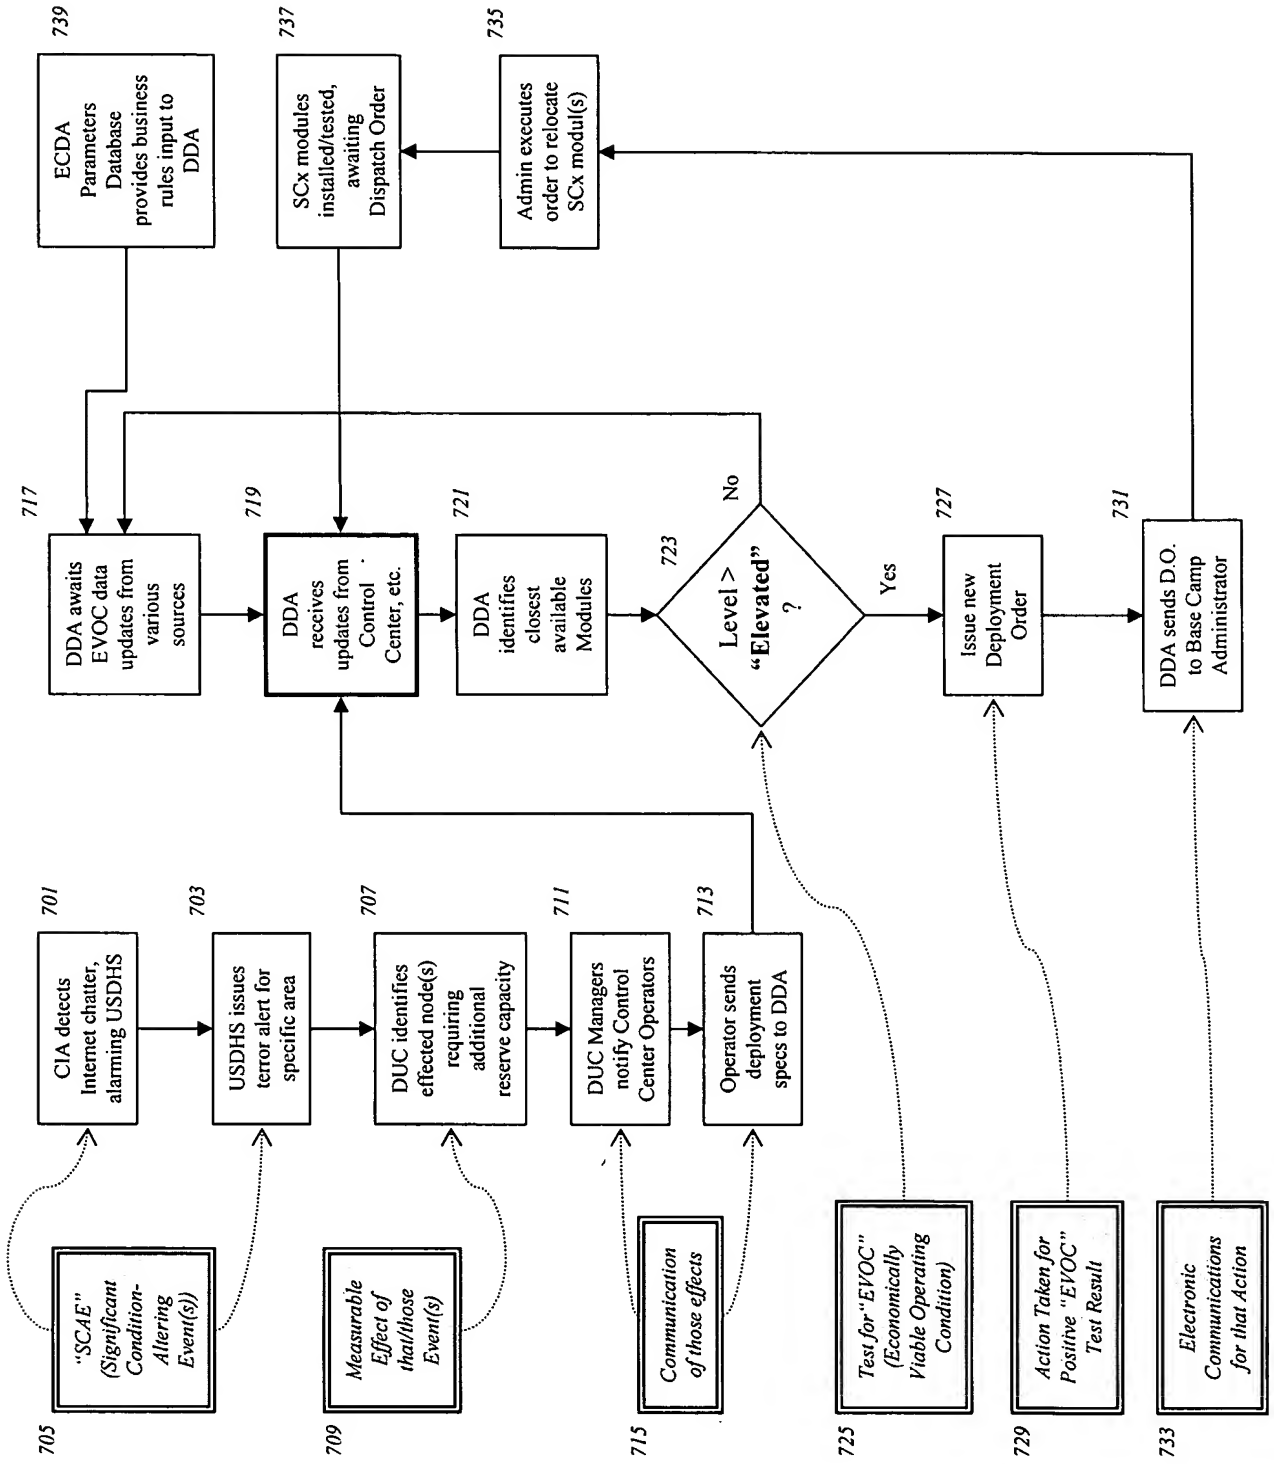 705
"SCAE"
(Significant
Condition-
Altering
Event(s))
709
Measurable
Effect of
that/those
Event(s)
715
Communication
of those effects
725
Test for "EVOC"
(Economically
Viable Operating
Condition)
729
Action Taken for
Positive "EVOC"
Test Result
733
Electronic
Communications
for that Action
701
CIA detects
Internet chatter,
alarming USDHS
703
USDHS issues
terror alert for
specific area
707
DUC identifies
effected node(s)
requiring
additional
reserve capacity
711
DUC Managers
notify Control
Center Operators
713
Operator sends
deployment
specs to DDA
717
DDA awaits
EVOC data
updates from
various
sources
719
DDA
receives
updates from
Control
Center, etc.
721
DDA
identifies
closest
available
Modules
723
Level >
"Elevated"
?
No
Yes
727
Issue new
Deployment
Order
731
DDA sends D.O.
to Base Camp
Administrator
739
ECDA
Parameters
Database
provides business
rules input to
DDA
737
SCx modules
installed/tested,
awaiting
Dispatch Order
735
Admin executes
order to relocate
SCx modul(s)